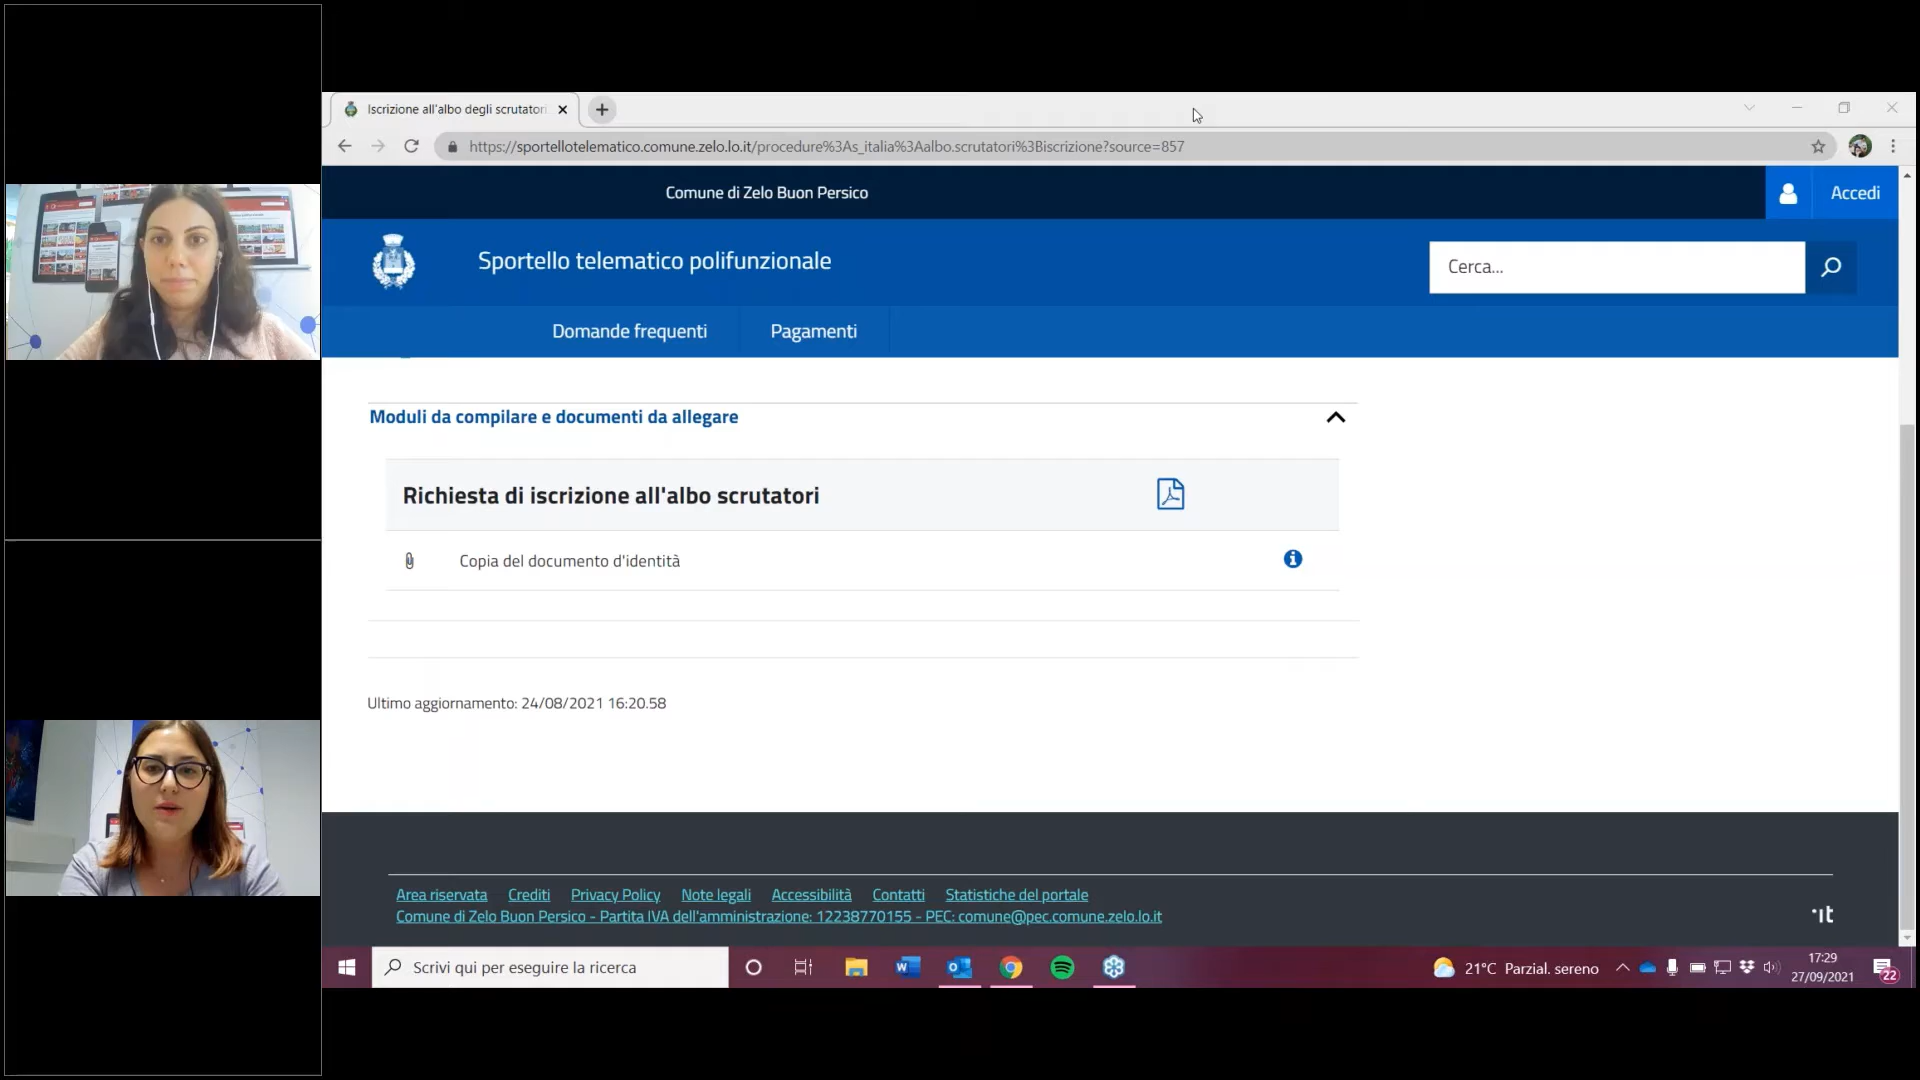 Iscrizione all'albo degli scrutatori
https://sportellotelematico.comune.zelo.lo.it/procedure%3As_italia%3Aalbo.scrutatori%3Biscrizione?source=857
Comune di Zelo Buon Persico
Accedi
Sportello telematico polifunzionale
Cerca...
Domande frequenti
Pagamenti
Moduli da compilare e documenti da allegare
Richiesta di iscrizione all'albo scrutatori
Copia del documento d'identità
Ultimo aggiornamento: 24/08/2021 16:20.58
Area riservata Crediti Privacy Policy Note legali Accessibilità Contatti Statistiche del portale
Comune di Zelo Buon Persico - Partita IVA dell'amministrazione: 12238770155 - PEC: comune@pec.comune.zelo.lo.it
·it
Scrivi qui per eseguire la ricerca
21°C Parzial. sereno
17:29
27/09/2021
22